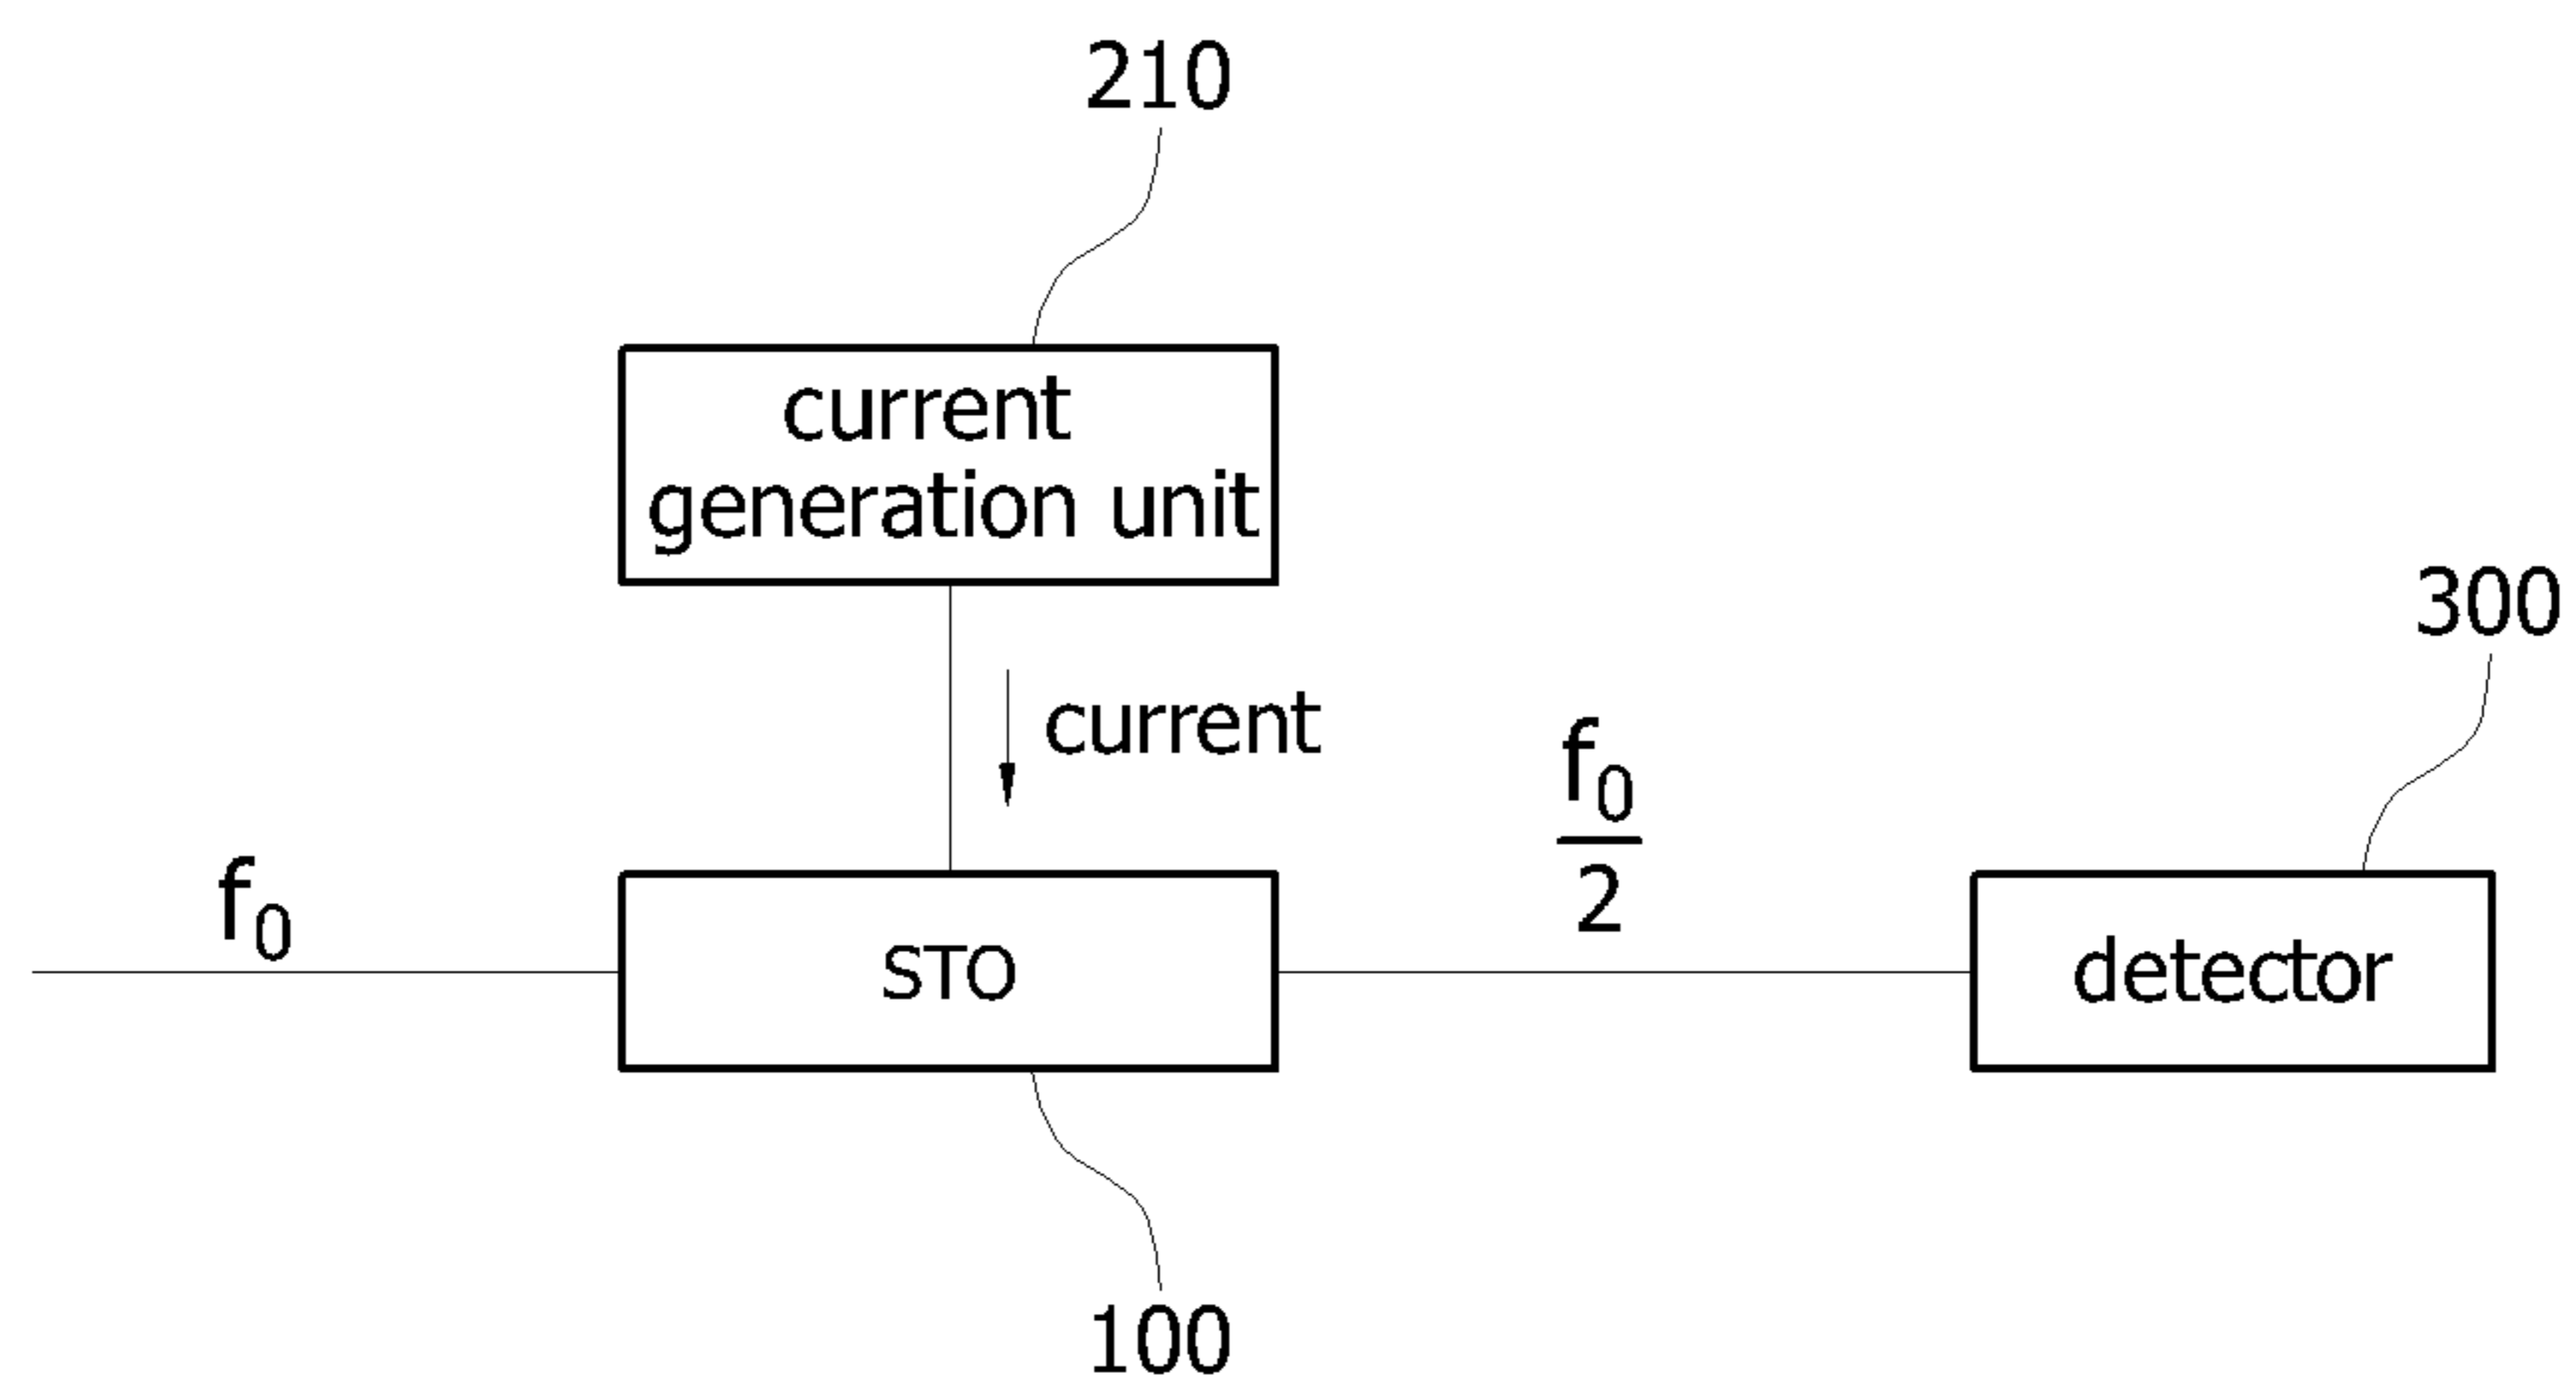 210
current
generation unit
300
current
f₀
2
f₀
STO
detector
100